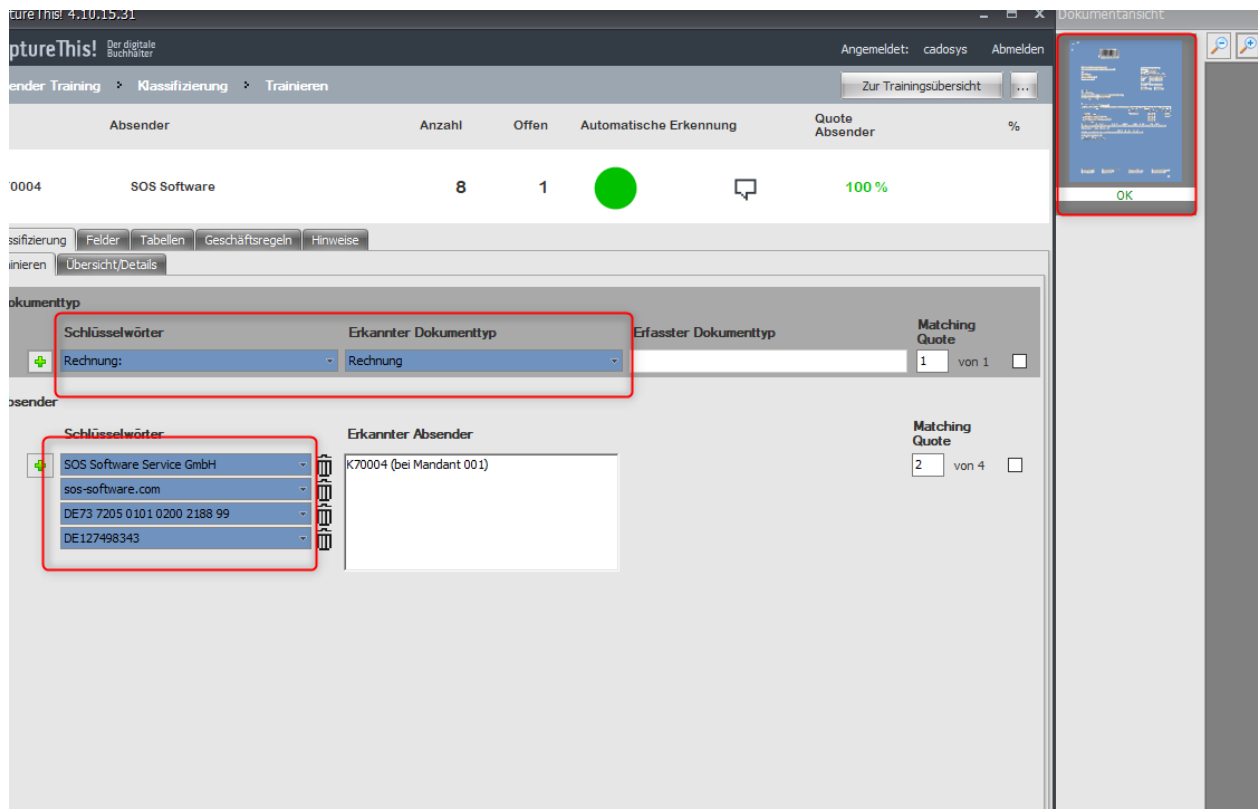 ptureThis! 4.10.15.31
Dokumentansicht
ptureThis! Der digitale Buchhalter
Angemeldet: cadosys Abmelden
ender Training Klassifizierung Trainieren
Zur Trainingsübersicht ...
Absender Anzahl Offen Automatische Erkennung Quote Absender %
70004 SOS Software 8 1 100 %
OK
ssifizierung Felder Tabellen Geschäftsregeln Hinweise
inieren Übersicht/Details
okumenttyp
Schlüsselwörter Erkannter Dokumenttyp Erfasster Dokumenttyp Matching Quote
Rechnung: Rechnung 1 von 1
bsender
Schlüsselwörter Erkannter Absender Matching Quote
SOS Software Service GmbH K70004 (bei Mandant 001) 2 von 4
sos-software.com
DE73 7205 0101 0200 2188 99
DE127498343